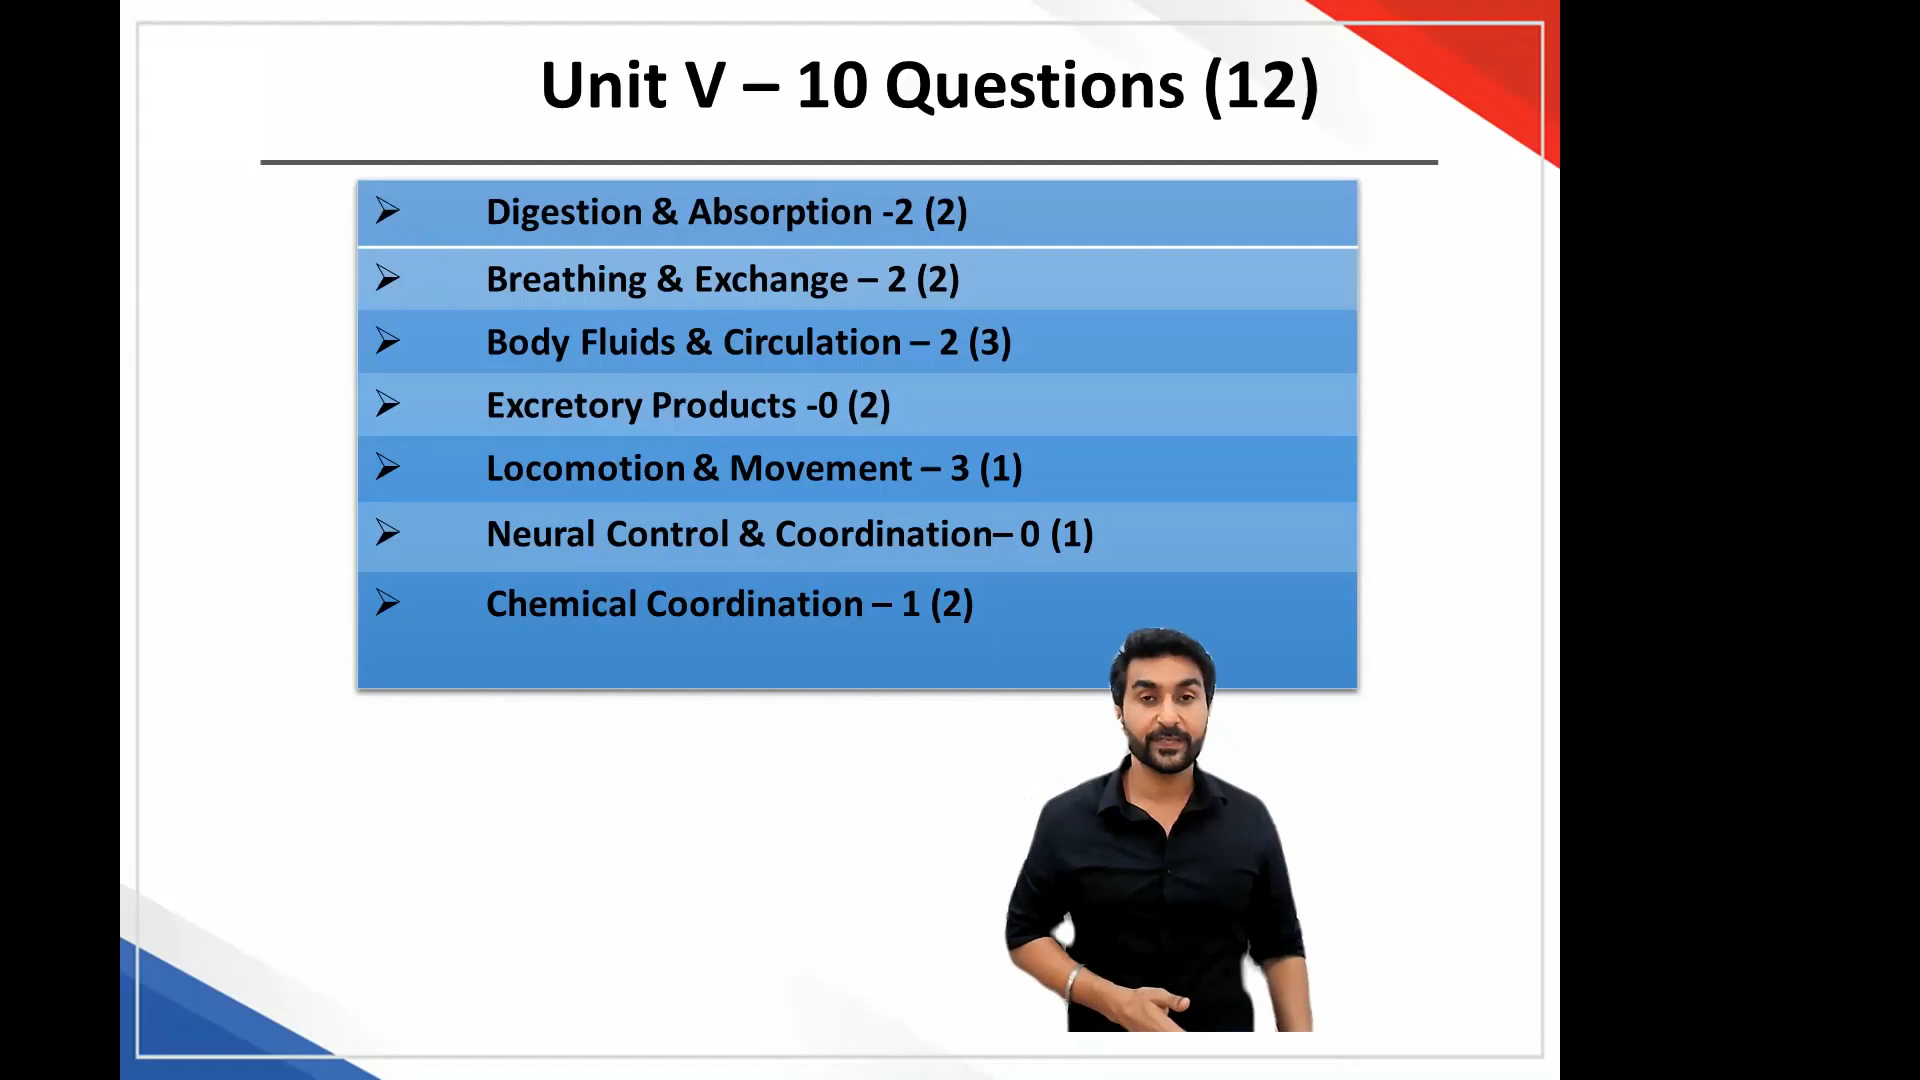 Unit V – 10 Questions (12)
Digestion & Absorption -2 (2)
Breathing & Exchange – 2 (2)
Body Fluids & Circulation – 2 (3)
Excretory Products -0 (2)
Locomotion & Movement – 3 (1)
Neural Control & Coordination– 0 (1)
Chemical Coordination – 1 (2)